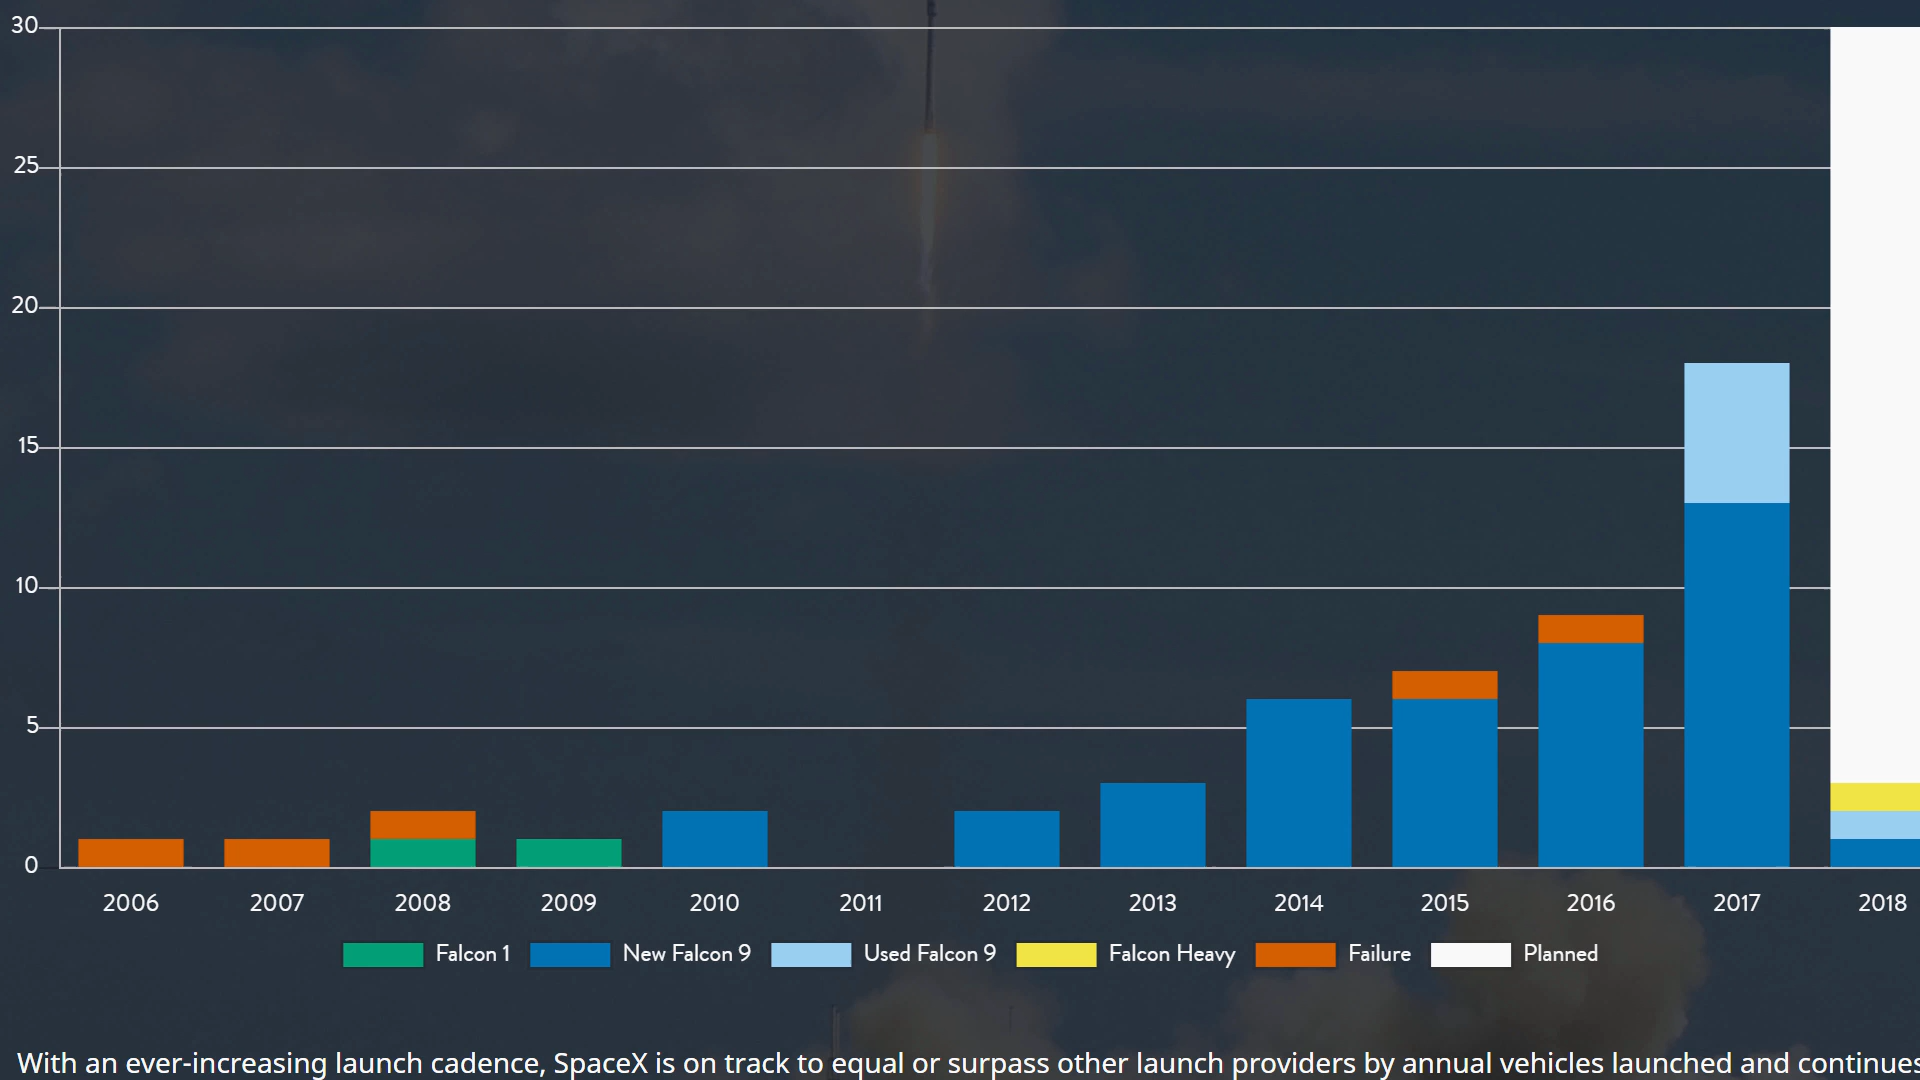 30
25
20
15
10
5
0
2006 2007 2008 2009 2010 2011 2012 2013 2014 2015 2016 2017 2018
Falcon 1 New Falcon 9 Used Falcon 9 Falcon Heavy Failure Planned
With an ever-increasing launch cadence, SpaceX is on track to equal or surpass other launch providers by annual vehicles launched and continues